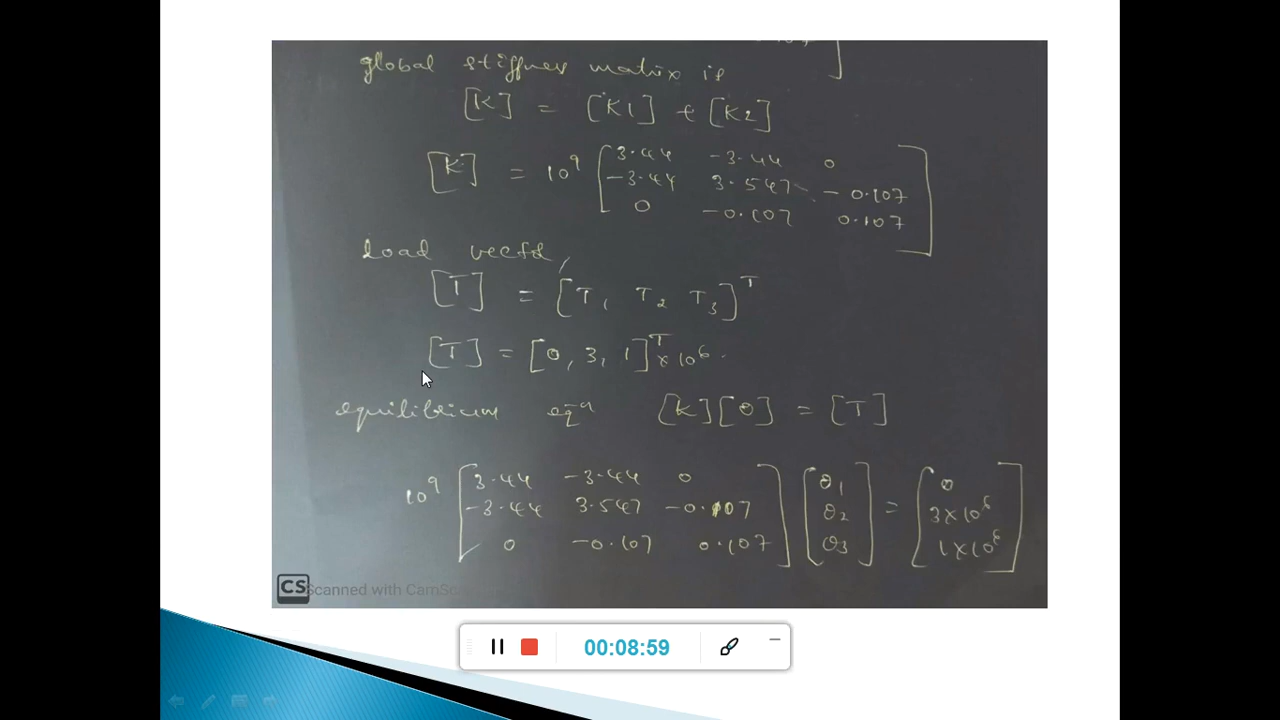 global stiffness matrix is
[K] = [K1] + [K2]
[K] = 10⁹ [3.44 -3.44 0
-3.44 3.547 -0.107
0 -0.107 0.107]
Load vector,
[T] = [T₁ T₂ T₃]ᵀ
[T] = [0, 3, 1]ᵀ × 10⁶.
equilibrium eqⁿ [K][θ] = [T]
10⁹ [3.44 -3.44 0 [θ1 = [0
-3.44 3.547 -0.107 θ2 3×10⁶
0 -0.107 0.107] θ3] 1×10⁶]
CS Scanned with CamSca
00:08:59